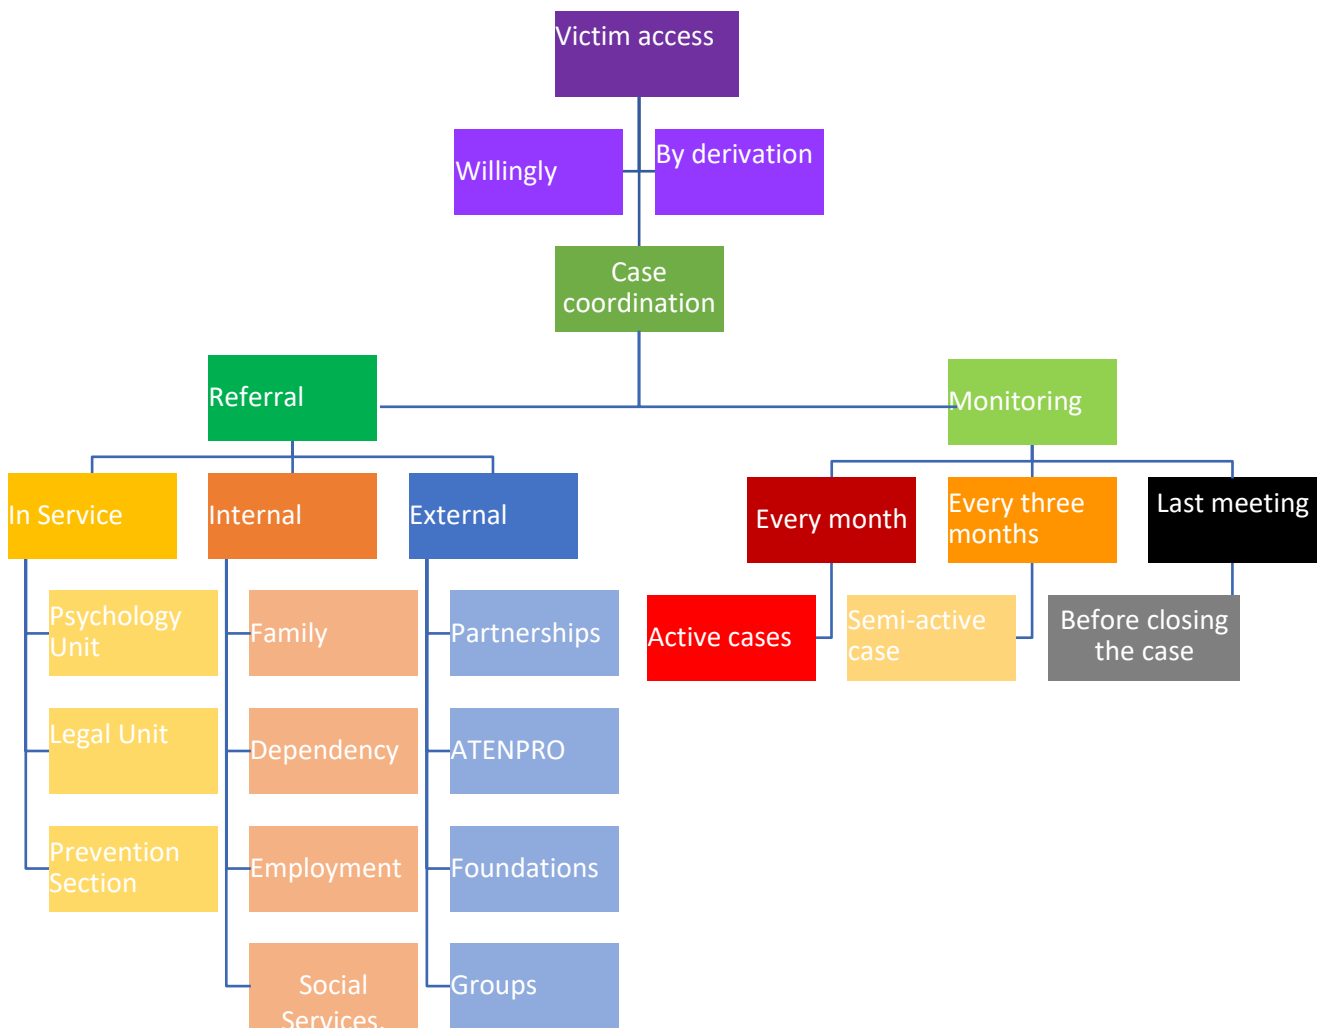 Victim access
Willingly
By derivation
Case
coordination
Referral
Monitoring
In Service
Internal
External
Every month
Every three
months
Last meeting
Psychology
Unit
Family
Partnerships
Active cases
Semi-active
case
Before closing
the case
Legal Unit
Dependency
ATENPRO
Prevention
Section
Employment
Foundations
Social
Services.
Groups